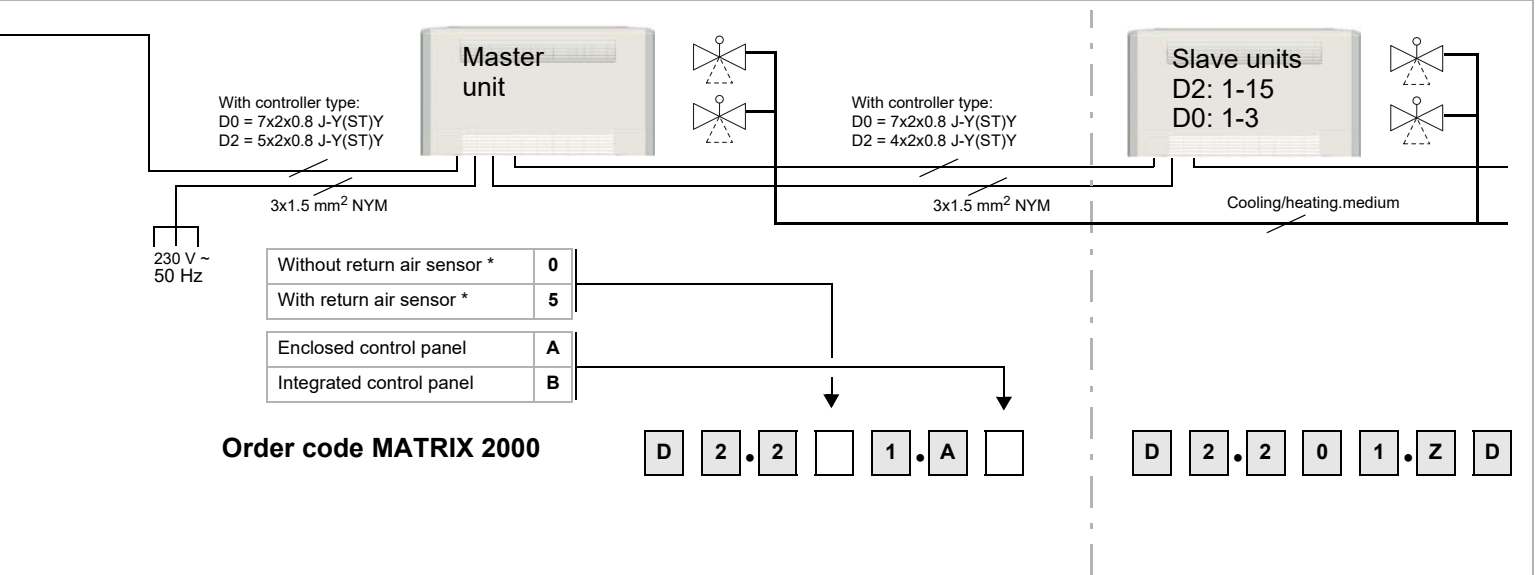 Master
unit
Slave units
D2: 1-15
D0: 1-3
With controller type:
D0 = 7x2x0.8 J-Y(ST)Y
D2 = 5x2x0.8 J-Y(ST)Y
With controller type:
D0 = 7x2x0.8 J-Y(ST)Y
D2 = 4x2x0.8 J-Y(ST)Y
3x1.5 mm² NYM
3x1.5 mm² NYM
Cooling/heating.medium
230 V ~
50 Hz
Without return air sensor * 0
With return air sensor * 5
Enclosed control panel A
Integrated control panel B
Order code MATRIX 2000
D 2.2 1.A
D 2.2 0 1.Z D